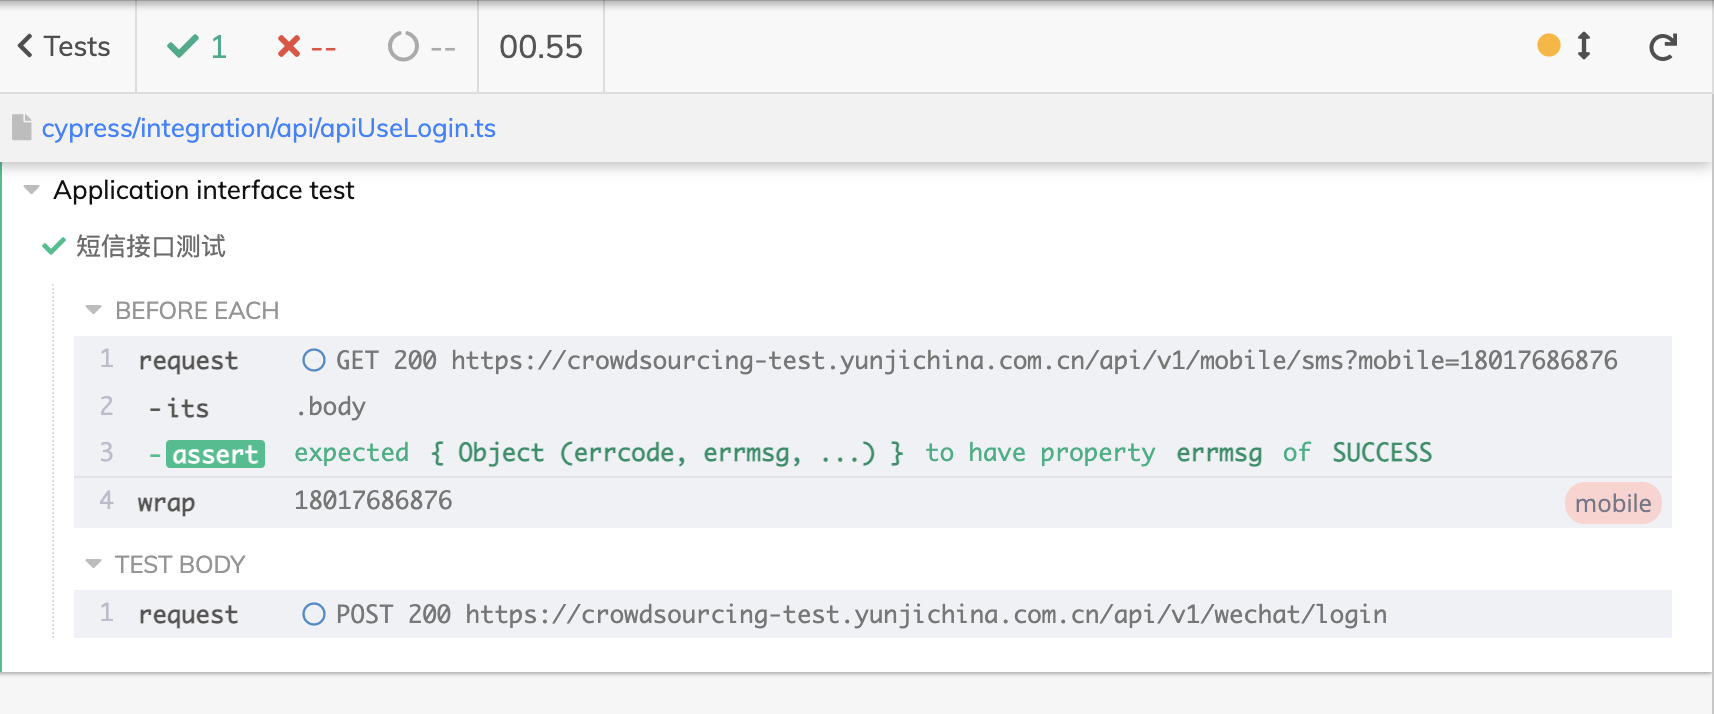 Tests 1 -- -- 00.55
cypress/integration/api/apiUseLogin.ts
Application interface test
短信接口测试
BEFORE EACH
1 request GET 200 https://crowdsourcing-test.yunjichina.com.cn/api/v1/mobile/sms?mobile=18017686876
2 -its .body
3 -assert expected { Object (errcode, errmsg, ...) } to have property errmsg of SUCCESS
4 wrap 18017686876 mobile
TEST BODY
1 request POST 200 https://crowdsourcing-test.yunjichina.com.cn/api/v1/wechat/login